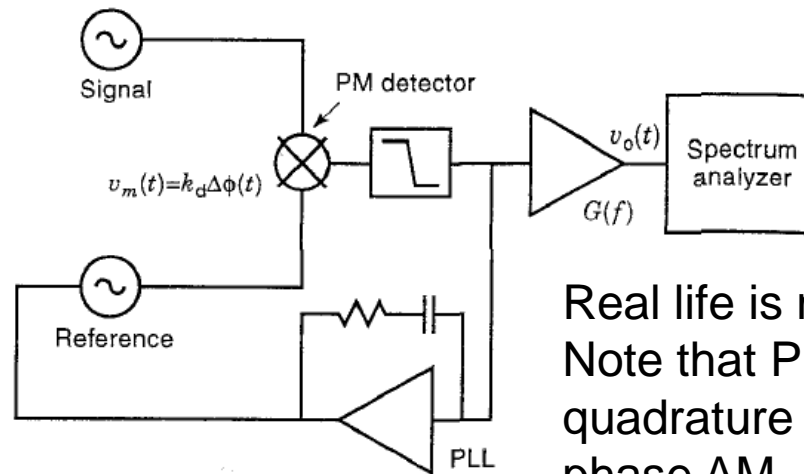 Signal
PM detector
v_m(t)=k_dΔϕ(t)
v_o(t)
Spectrum
analyzer
G(f)
Reference
PLL
Real life is
Note that P
quadrature
phase AM